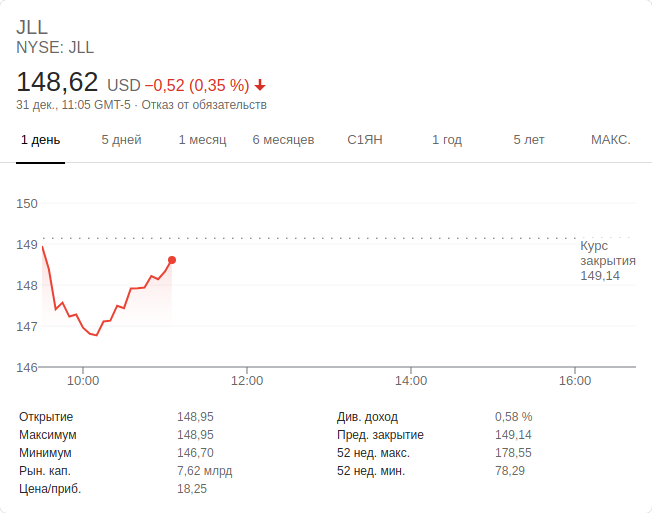 JLL
NYSE: JLL
148,62 USD −0,52 (0,35 %)
31 дек., 11:05 GMT-5 · Отказ от обязательств
1 день 5 дней 1 месяц 6 месяцев С1ЯН 1 год 5 лет МАКС.
150
149
148
147
146
Курс
закрытия
149,14
10:00 12:00 14:00 16:00
Открытие 148,95 Див. доход 0,58 %
Максимум 148,95 Пред. закрытие 149,14
Минимум 146,70 52 нед. макс. 178,55
Рын. кап. 7,62 млрд 52 нед. мин. 78,29
Цена/приб. 18,25